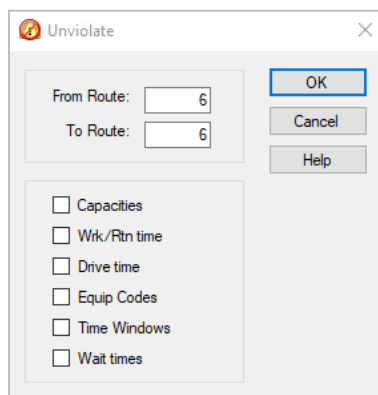 Unviolate
From Route: 6
To Route: 6
OK
Cancel
Help
Capacities
Wrk/Rtn time
Drive time
Equip Codes
Time Windows
Wait times